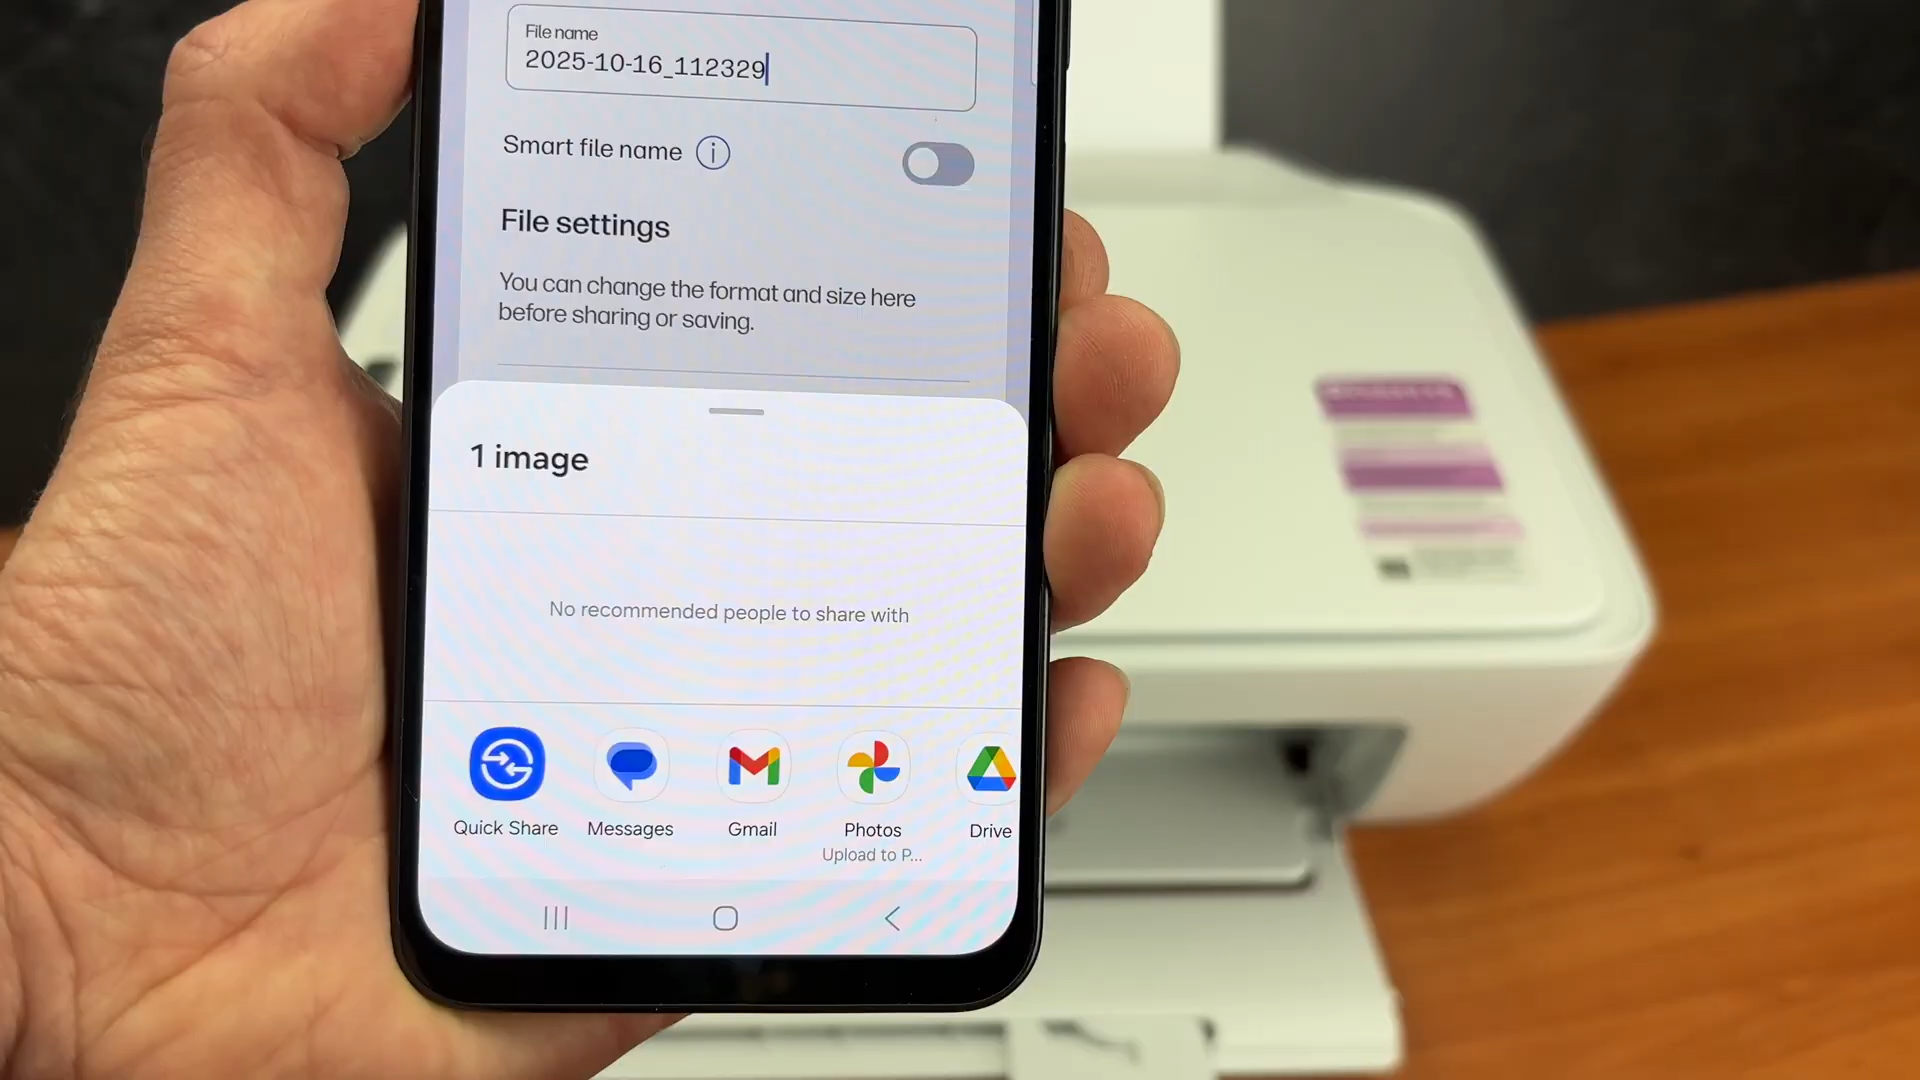 File name
2025-10-16_112329
Smart file name
File settings
You can change the format and size here
before sharing or saving.
1 image
No recommended people to share with
Quick Share
Messages
Gmail
Photos
Upload to P...
Drive